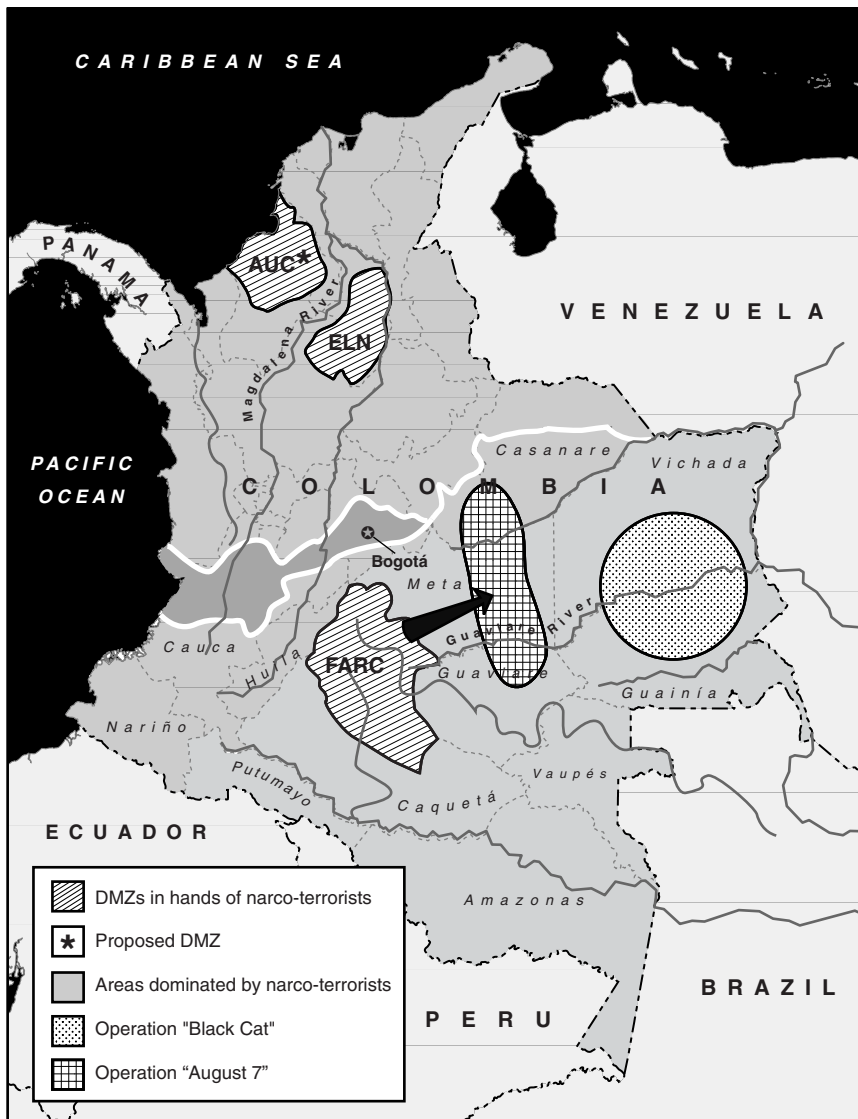 CARIBBEAN SEA
PANAMA
AUC*
Magdalena River
ELN
VENEZUELA
PACIFIC
OCEAN
Casanare
Vichada
COLOMBIA
Bogotá
Meta
Guaviare River
Cauca
Huila
FARC
Guaviare
Guainía
Nariño
Putumayo
Caquetá
Vaupés
ECUADOR
Amazonas
BRAZIL
PERU
DMZs in hands of narco-terrorists
* Proposed DMZ
Areas dominated by narco-terrorists
Operation "Black Cat"
Operation “August 7”